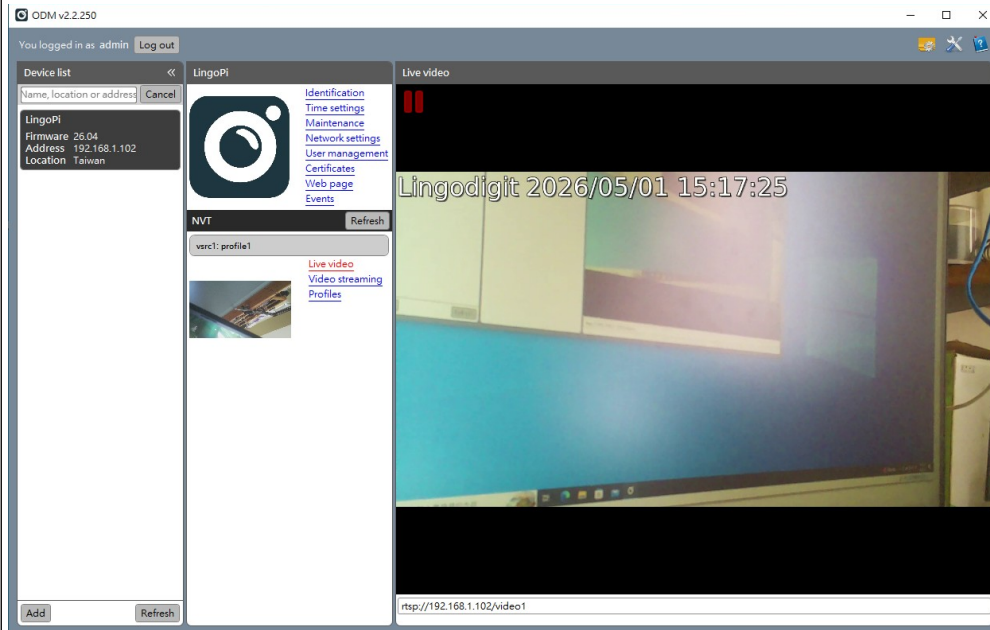 ODM v2.2.250
You logged in as admin Log out
Device list «
Name, location or address Cancel
LingoPi
Firmware 26.04
Address 192.168.1.102
Location Taiwan
Add Refresh
LingoPi
Identification
Time settings
Maintenance
Network settings
User management
Certificates
Web page
Events
NVT Refresh
vsrc1: profile1
Live video
Video streaming
Profiles
Live video
Lingodigit 2026/05/01 15:17:25
rtsp://192.168.1.102/video1